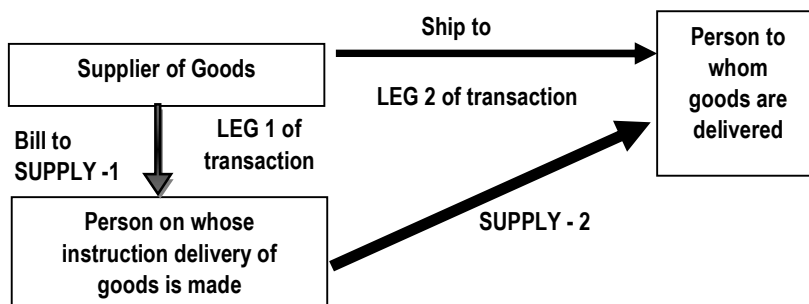 Supplier of Goods
Ship to
Person to
whom
goods are
delivered
LEG 2 of transaction
Bill to
SUPPLY -1
LEG 1 of
transaction
Person on whose
instruction delivery of
goods is made
SUPPLY - 2